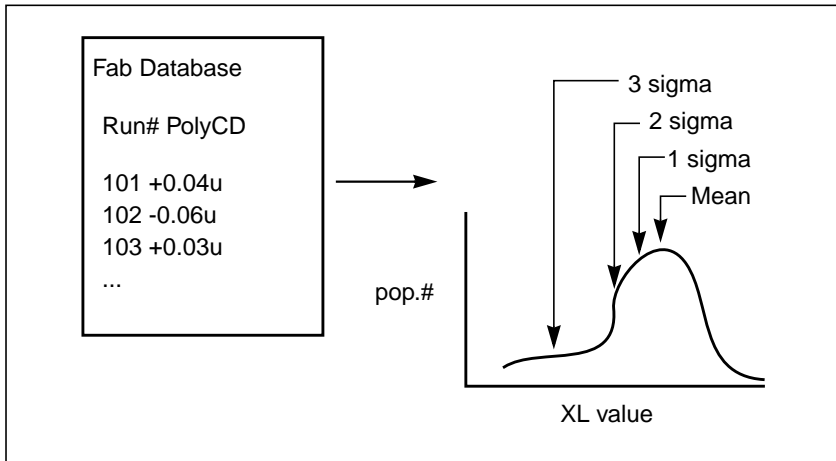 Fab Database
Run# PolyCD
101 +0.04u
102 -0.06u
103 +0.03u
...
3 sigma
2 sigma
1 sigma
Mean
pop.#
XL value